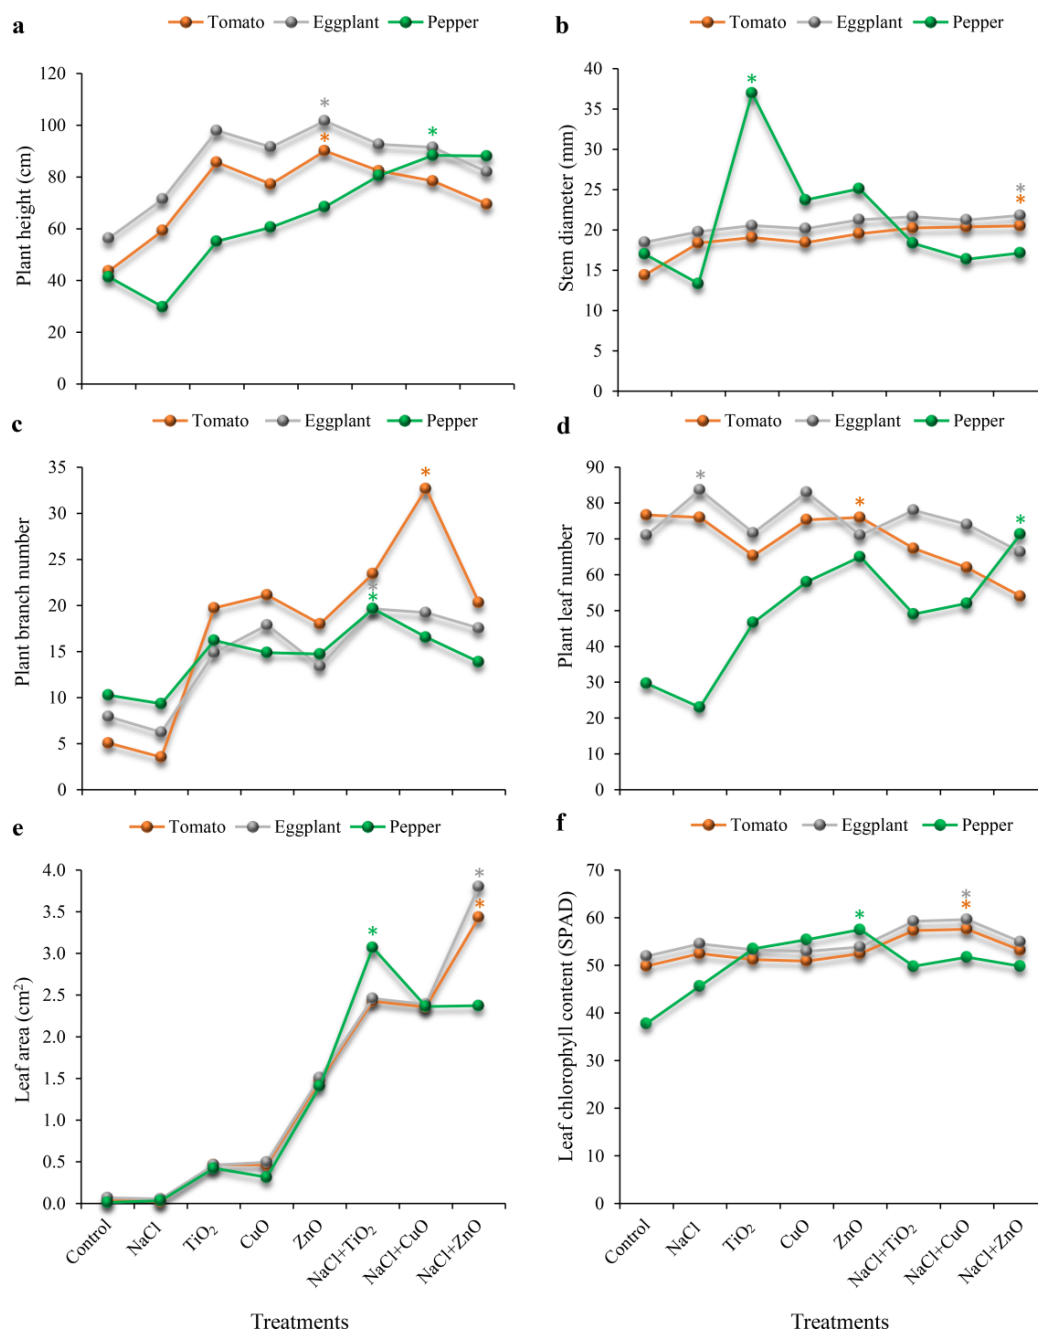 a
Tomato Eggplant Pepper
Plant height (cm)
120
100
80
60
40
20
0
b
Tomato Eggplant Pepper
Stem diameter (mm)
40
35
30
25
20
15
10
5
0
* * *
* * *
c
Tomato Eggplant Pepper
Plant branch number
35
30
25
20
15
10
5
0
d
Tomato Eggplant Pepper
Plant leaf number
90
80
70
60
50
40
30
20
10
0
* * *
* * *
e
Tomato Eggplant Pepper
Leaf area (cm²)
4.0
3.5
3.0
2.5
2.0
1.5
1.0
0.5
0.0
* * *
Control NaCl TiO₂ CuO ZnO NaCl+TiO₂ NaCl+CuO NaCl+ZnO
Treatments
f
Tomato Eggplant Pepper
Leaf chlorophyll content (SPAD)
70
60
50
40
30
20
10
0
* * *
Control NaCl TiO₂ CuO ZnO NaCl+TiO₂ NaCl+CuO NaCl+ZnO
Treatments